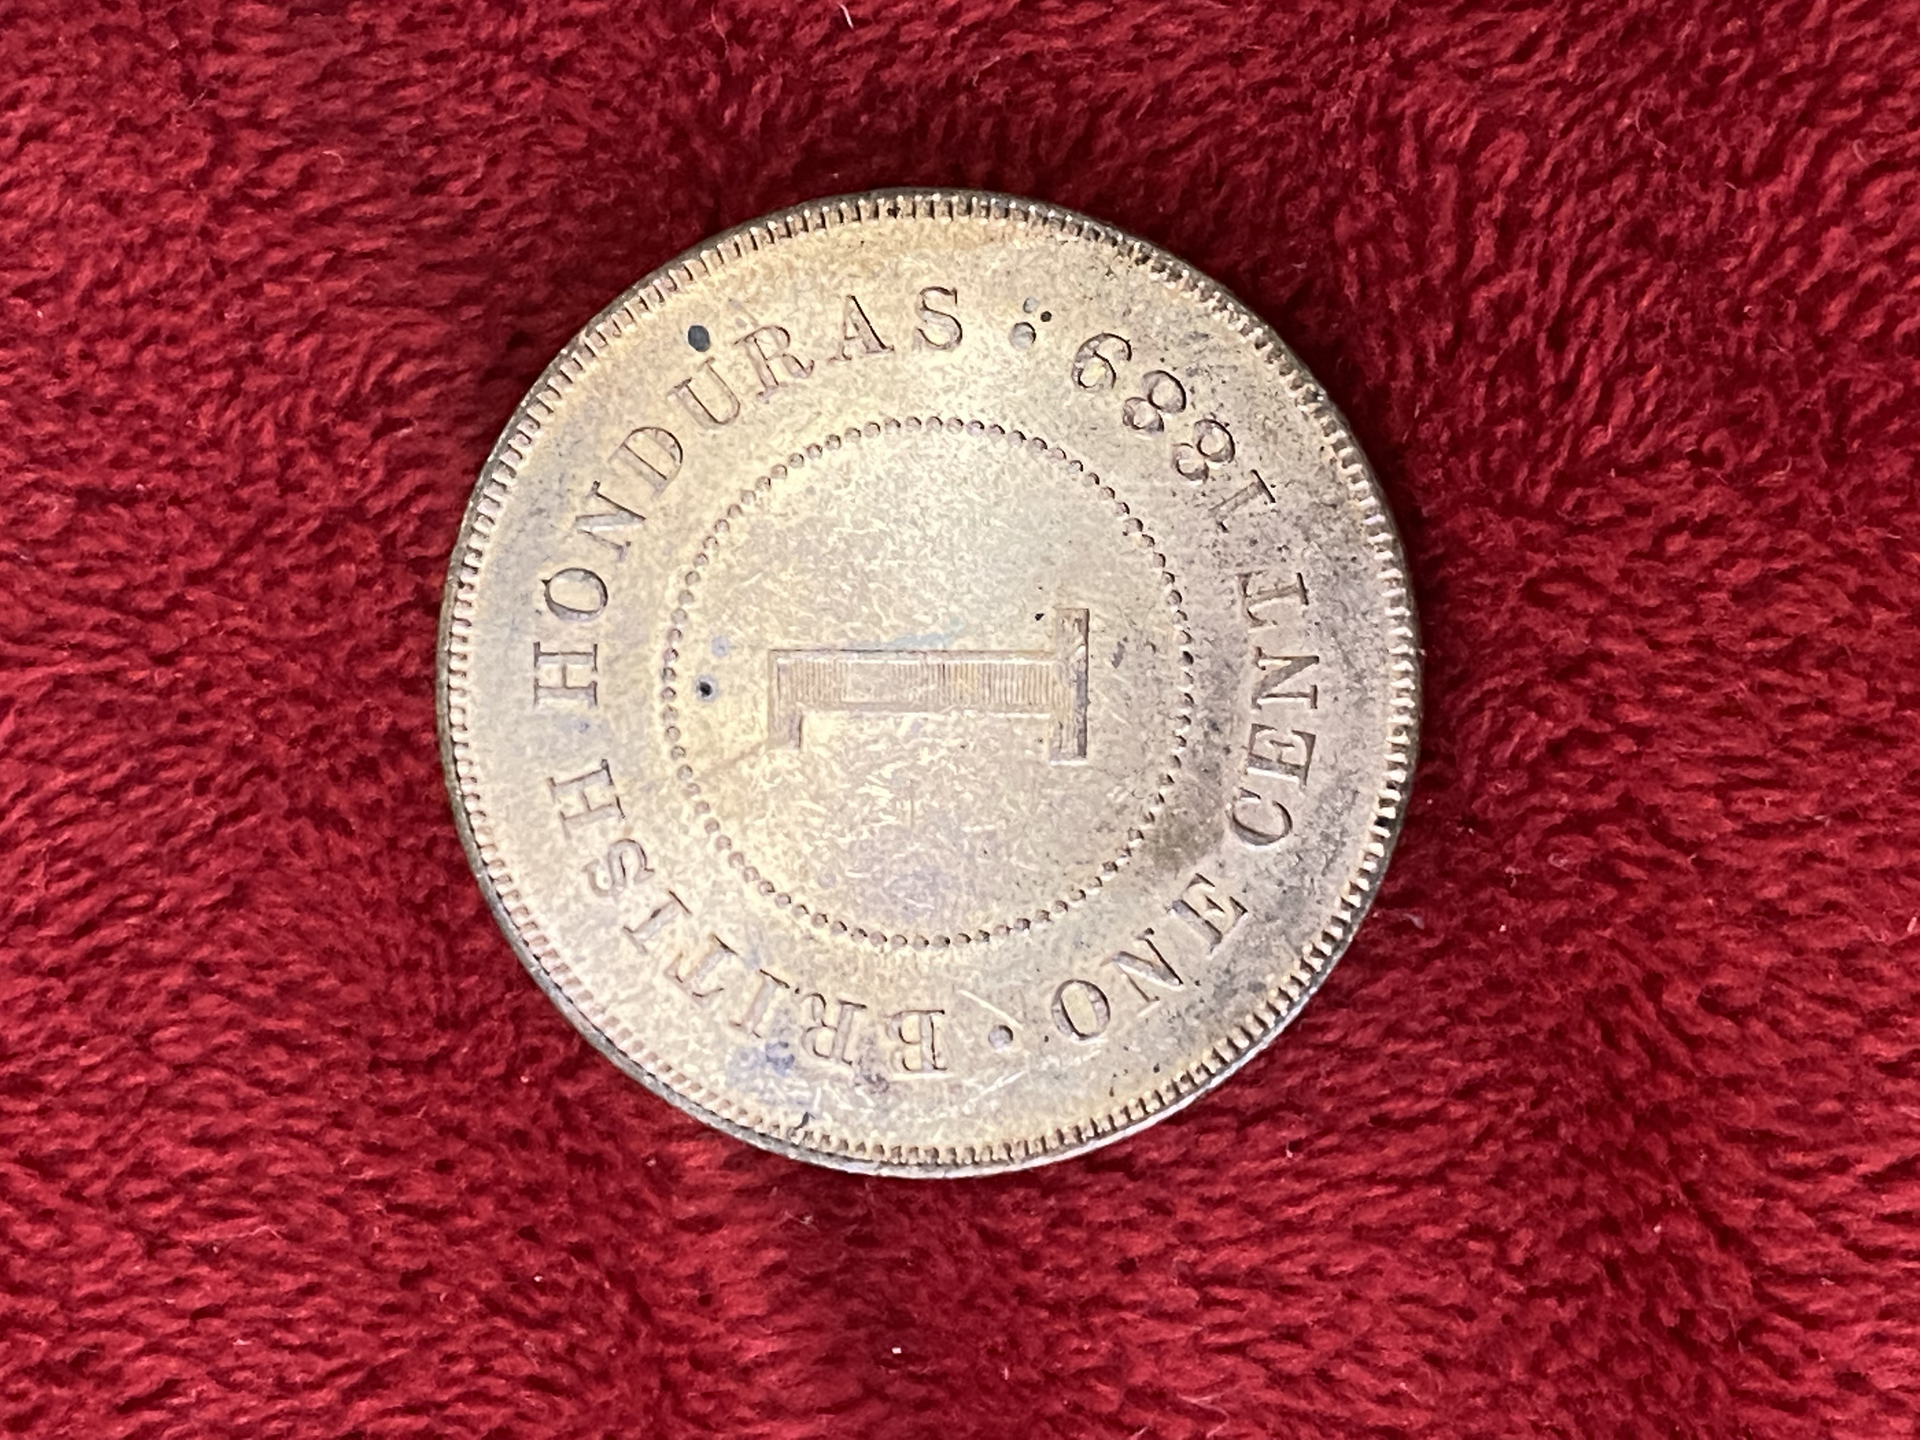 BRITISH HONDURAS
1
ONE CENT 1889